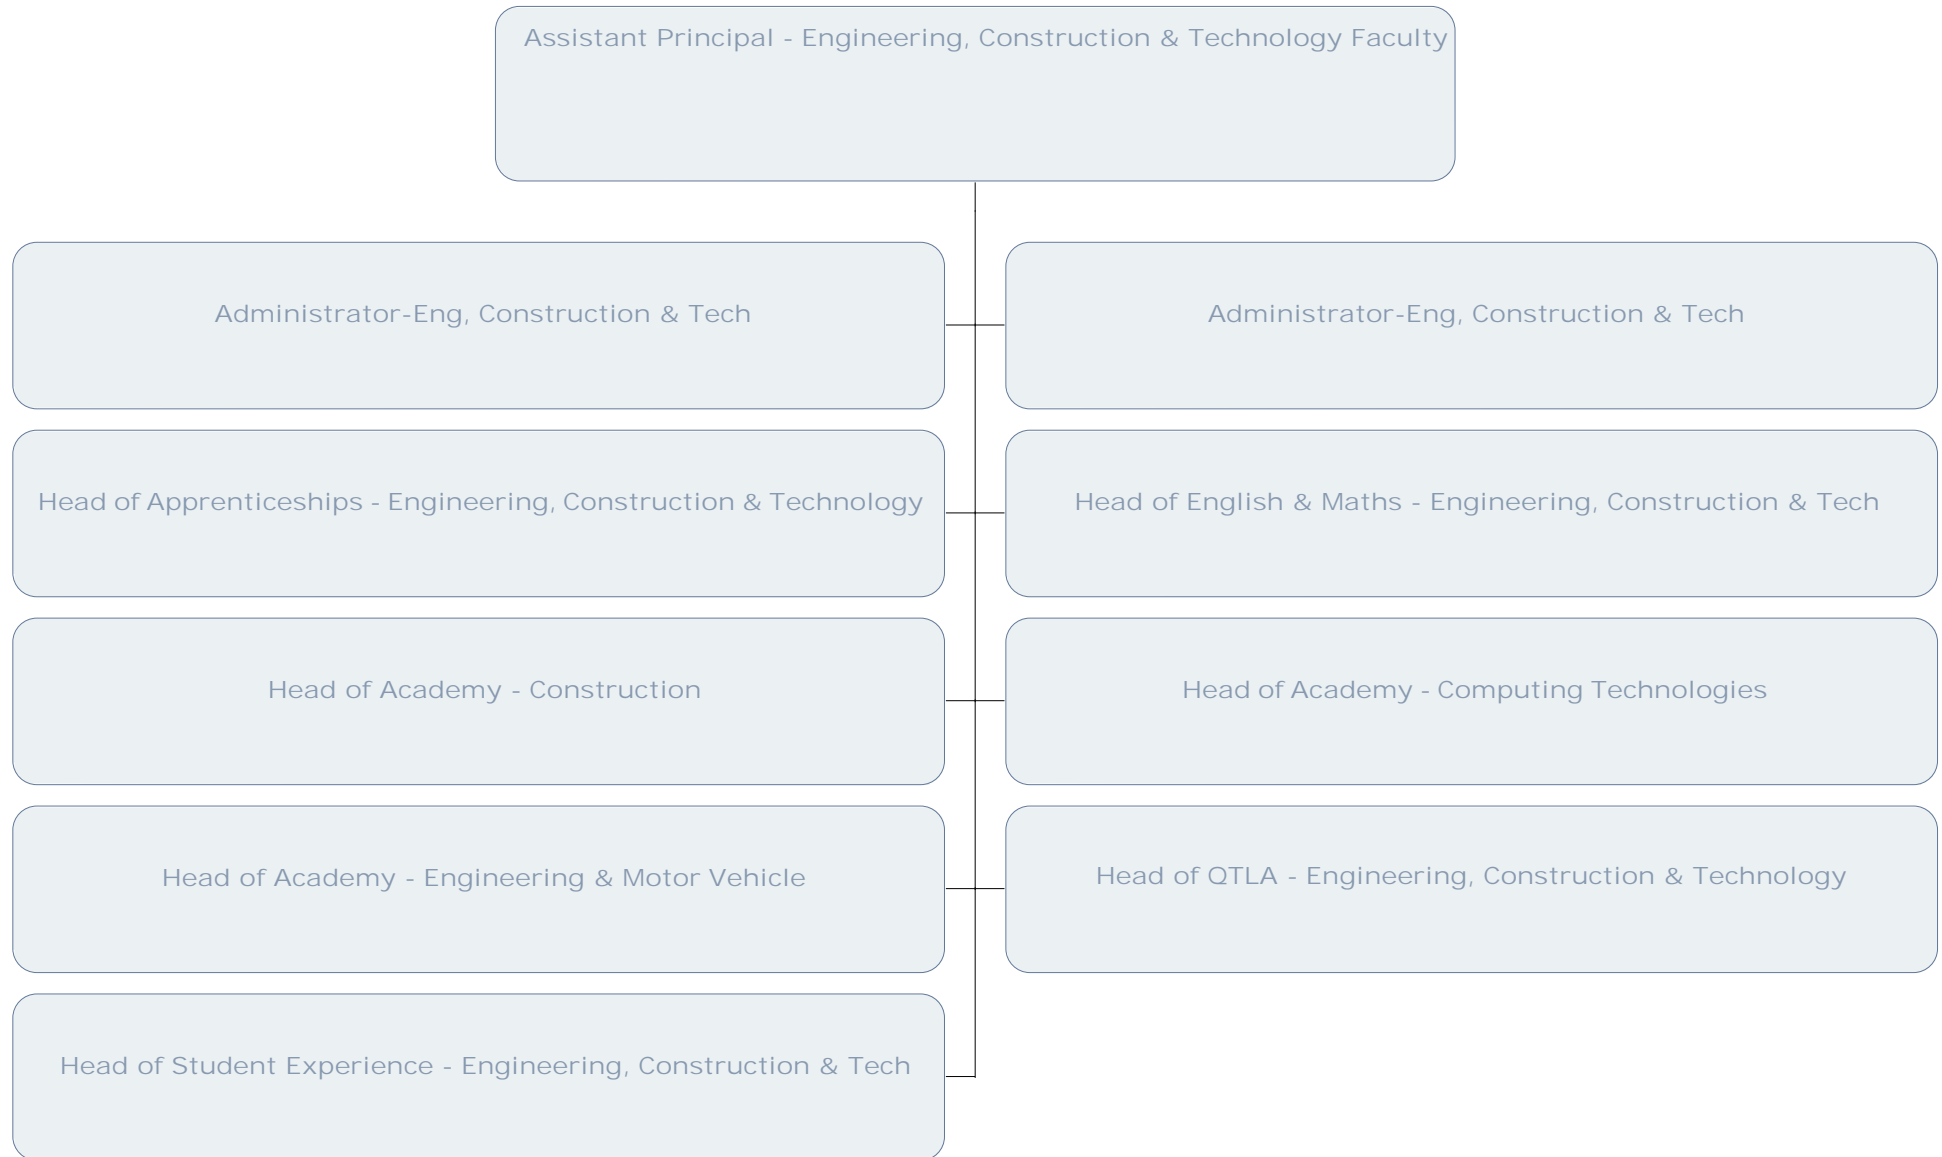 Assistant Principal - Engineering, Construction & Technology Faculty
Administrator-Eng, Construction & Tech
Administrator-Eng, Construction & Tech
Head of Apprenticeships - Engineering, Construction & Technology
Head of English & Maths - Engineering, Construction & Tech
Head of Academy - Construction
Head of Academy - Computing Technologies
Head of Academy - Engineering & Motor Vehicle
Head of QTLA - Engineering, Construction & Technology
Head of Student Experience - Engineering, Construction & Tech